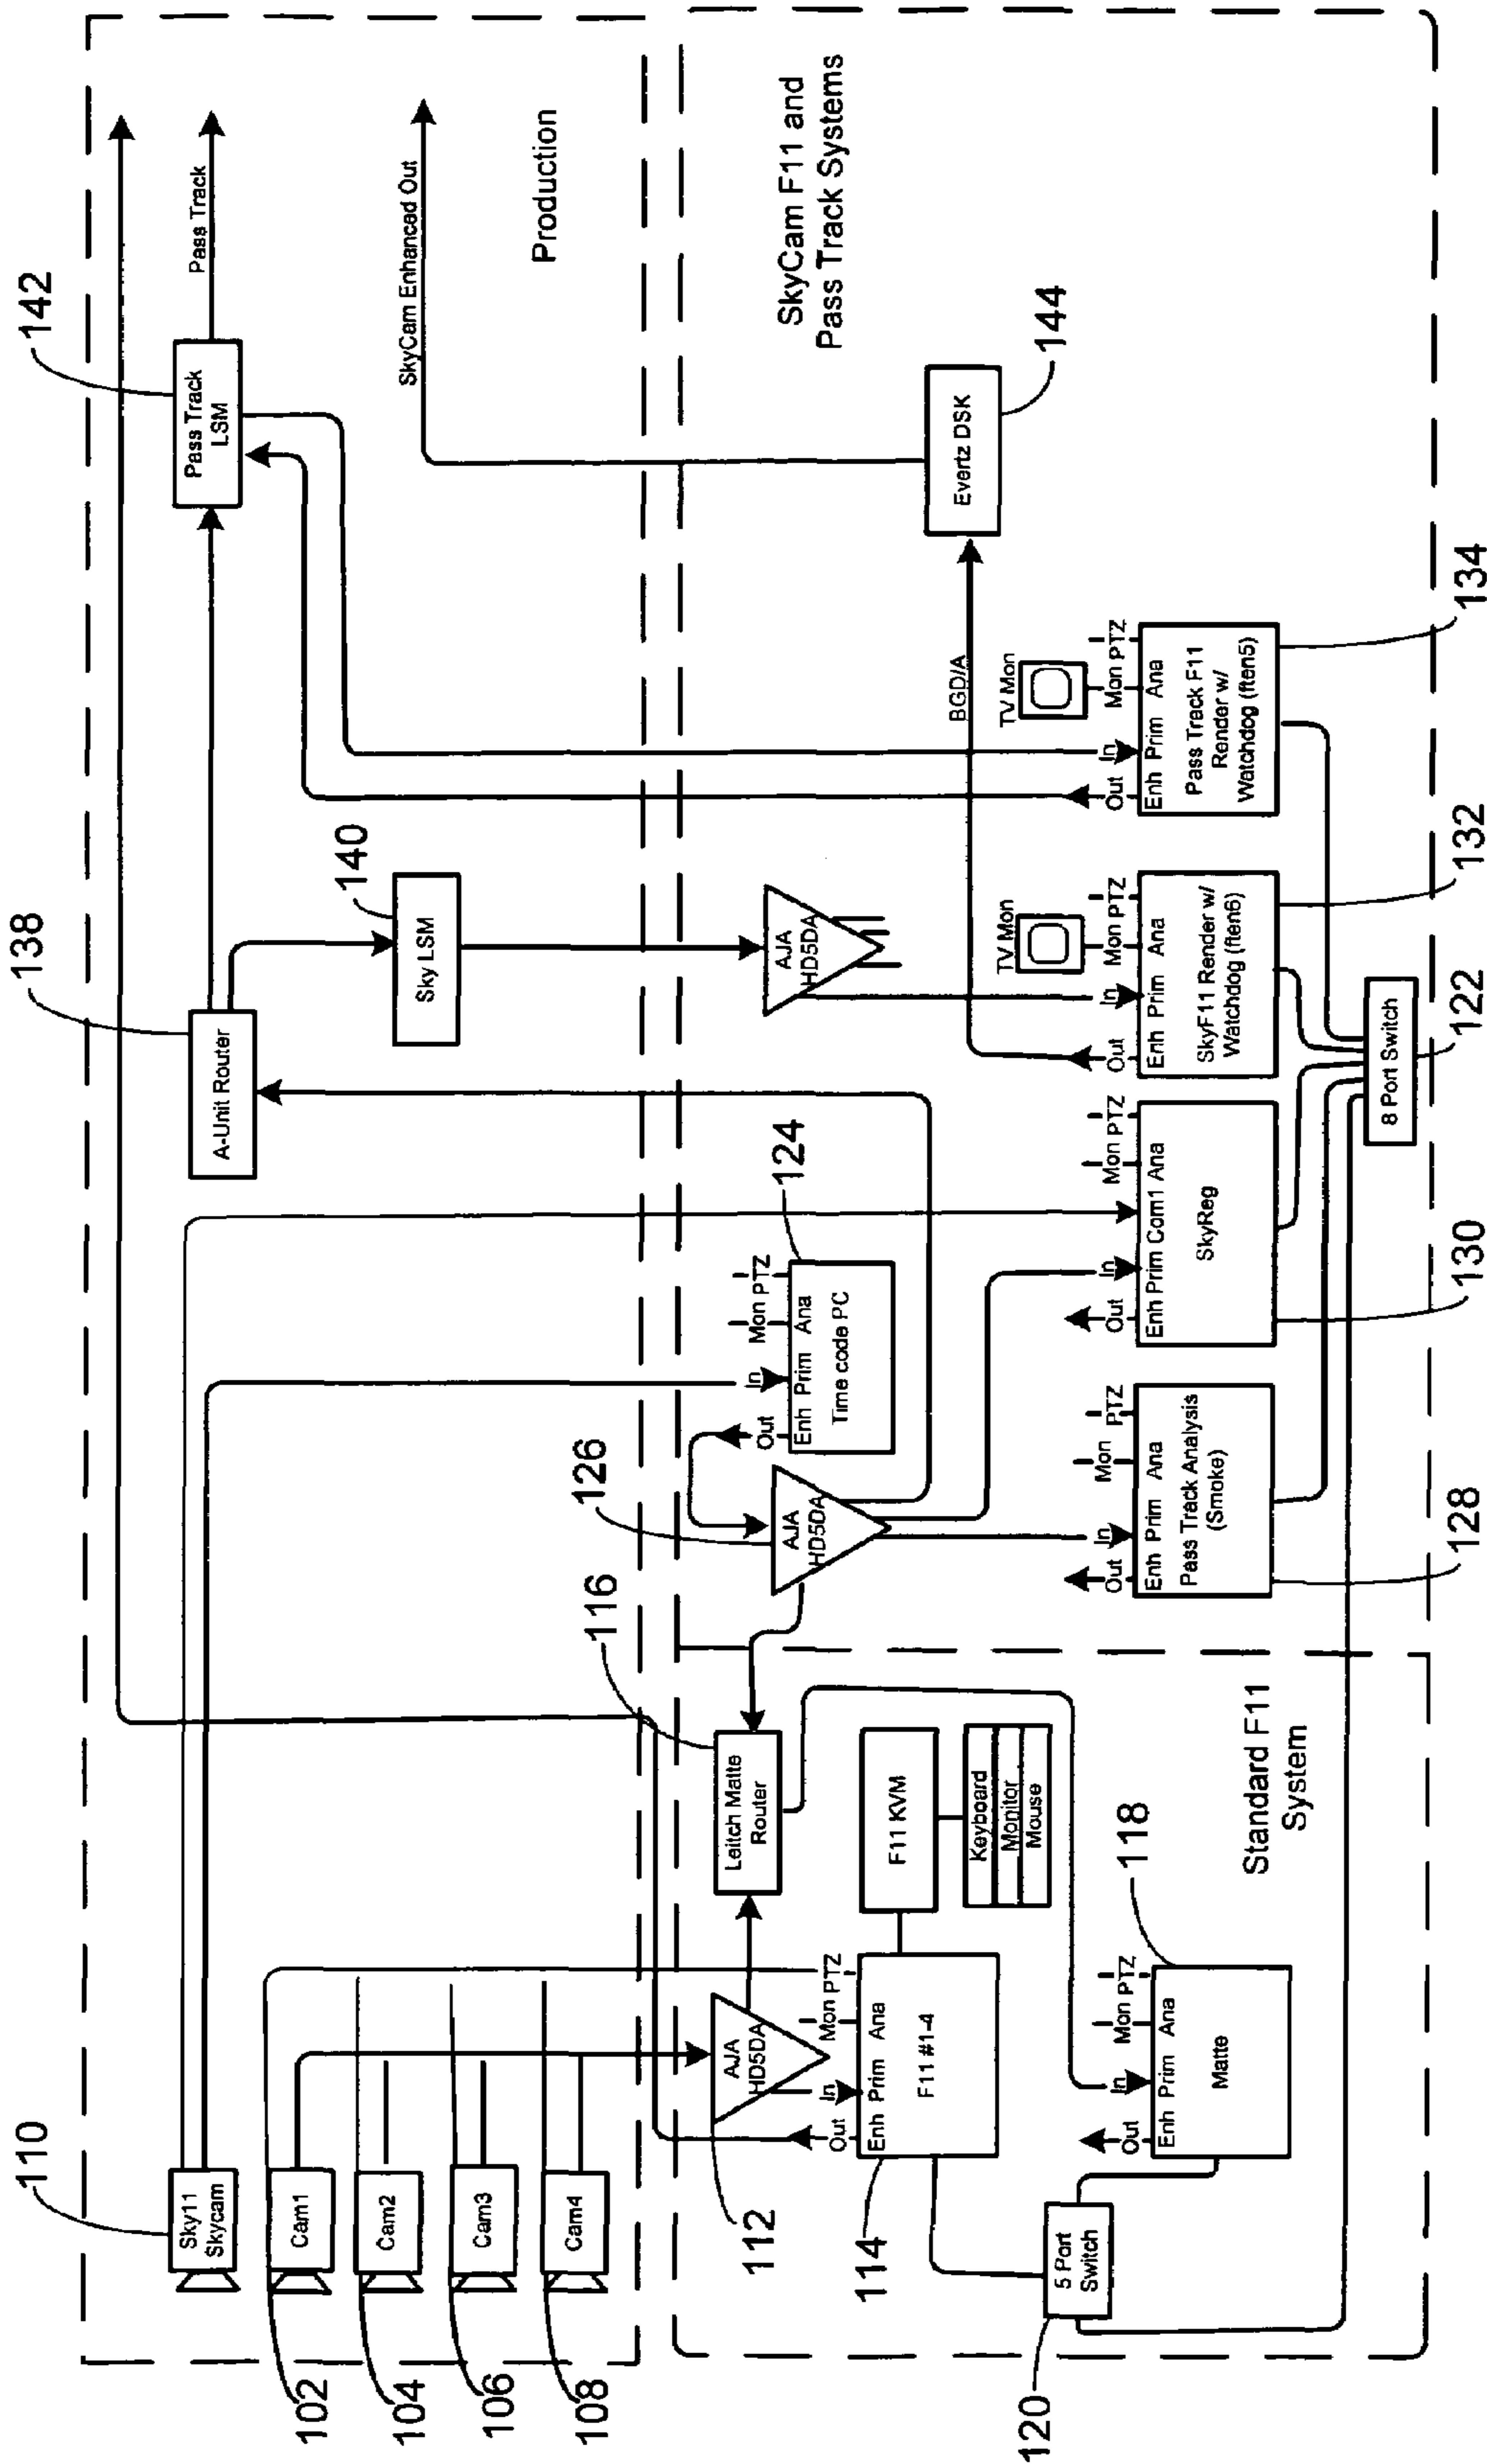 110
Sky11
Skycam
102
Cam1
104
Cam2
106
Cam3
108
Cam4
138
A-Unit Router
140
Sky LSM
142
Pass Track
LSM
Pass Track
SkyCam Enhanced Out
Production
112
AJA
HD5DA
116
Leitch Matte
Router
114
Out
In
Mon PTZ
Enh Prim Ana
F11 #1-4
F11 KVM
Keyboard
Monitor
Mouse
118
Out
In
Mon PTZ
Enh Prim Ana
Matte
120
5 Port
Switch
Standard F11
System
126
AJA
HD5DA
124
Out
In
Mon PTZ
Enh Prim Ana
Time code PC
128
Out
In
Mon PTZ
Enh Prim Ana
Pass Track Analysis
(Smoke)
130
Out
In
Mon PTZ
Enh Prim Com1 Ana
SkyReg
AJA
HD5DA
132
TV Mon
Out
In
Mon PTZ
Enh Prim Ana
SkyF11 Render w/
Watchdog (ften6)
134
TV Mon
Out
In
Mon PTZ
Enh Prim Ana
Pass Track F11
Render w/
Watchdog (ften5)
122
8 Port Switch
BGD/A
144
Evertz DSK
SkyCam F11 and
Pass Track Systems